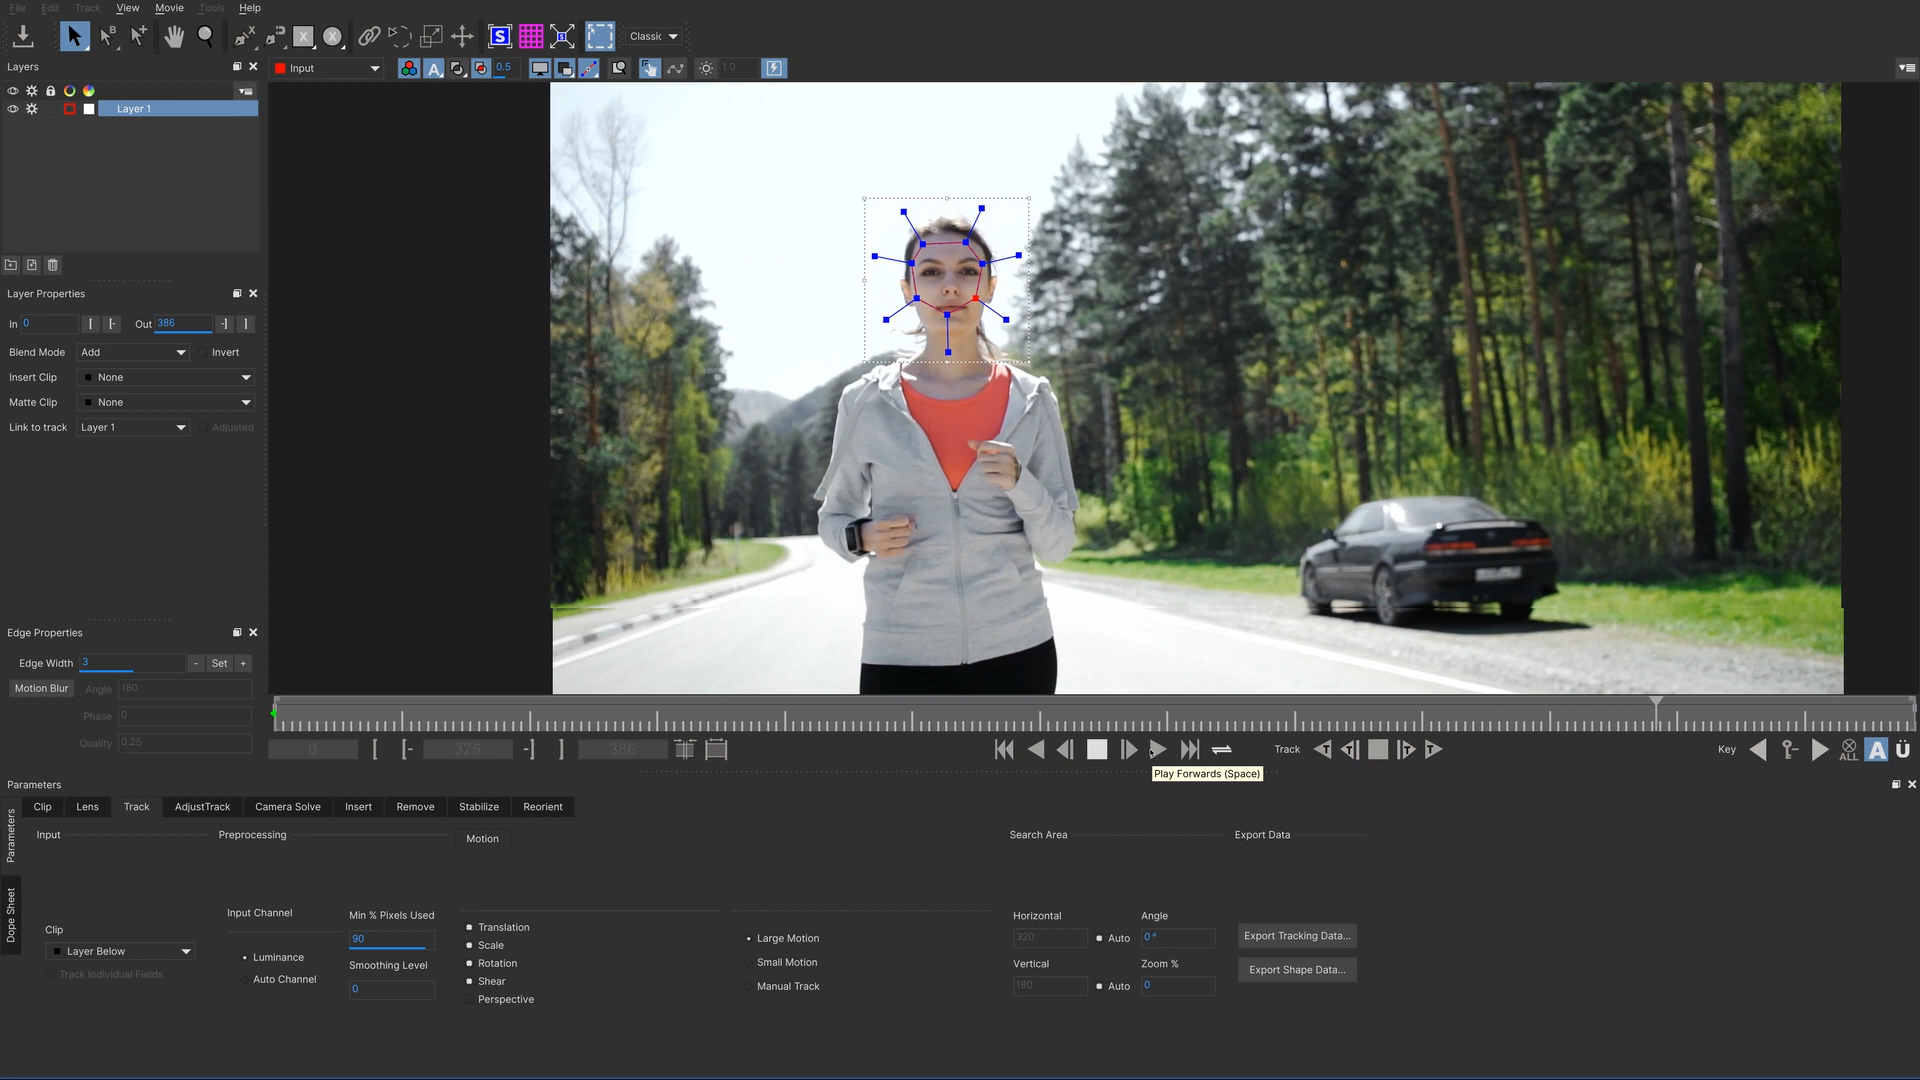 File Edit Track View Movie Tools Help
Classic
Layers
Input
A
0.5
1.0
Layer 1
Layer Properties
In 0 [ [- Out 386 -] ]
Blend Mode Add Invert
Insert Clip None
Matte Clip None
Link to track Layer 1 Adjusted
Edge Properties
Edge Width 3 - Set +
Motion Blur Angle 180
Phase 0
Quality 0.25
0 [ [- 325 -] ] 386
Track
Key
ALL
A
Ü
Play Forwards (Space)
Parameters
Parameters
Dope Sheet
Clip Lens Track AdjustTrack Camera Solve Insert Remove Stabilize Reorient
Input
Preprocessing
Motion
Search Area
Export Data
Clip
Layer Below
Track Individual Fields
Input Channel
Luminance
Auto Channel
Min % Pixels Used
90
Smoothing Level
0
Translation
Scale
Rotation
Shear
Perspective
Large Motion
Small Motion
Manual Track
Horizontal
320 Auto
Vertical
180 Auto
Angle
0 °
Zoom %
0
Export Tracking Data...
Export Shape Data...